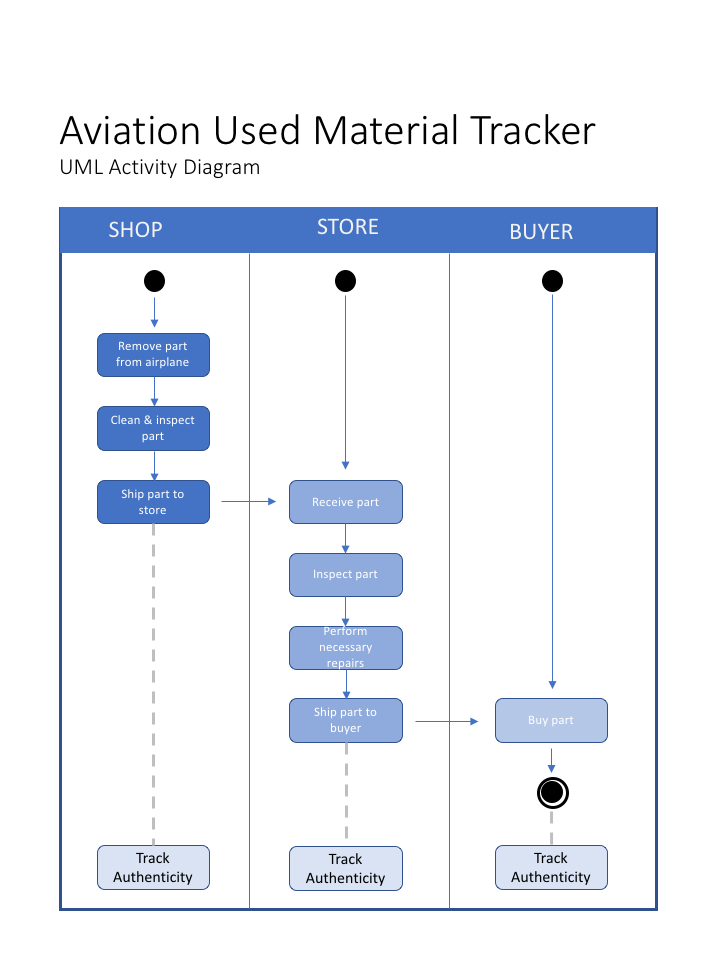 Aviation Used Material Tracker
UML Activity Diagram
SHOP
STORE
BUYER
Remove part
from airplane
Clean & inspect
part
Ship part to
store
Receive part
Inspect part
Perform
necessary
repairs
Ship part to
buyer
Buy part
Track
Authenticity
Track
Authenticity
Track
Authenticity